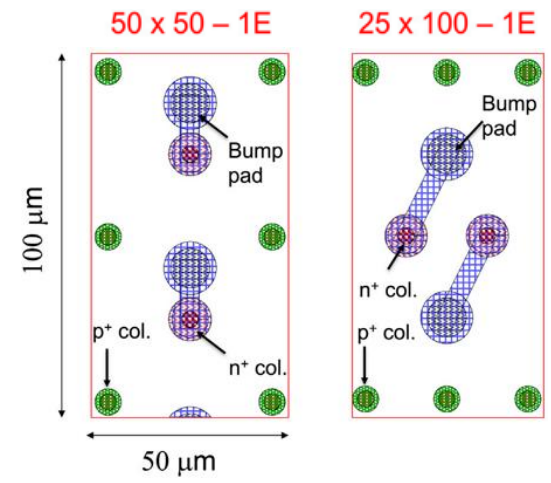 50 x 50 – 1E
25 x 100 – 1E
Bump
pad
Bump
pad
100 μm
n⁺ col.
p⁺ col.
n⁺ col.
p⁺ col.
50 μm